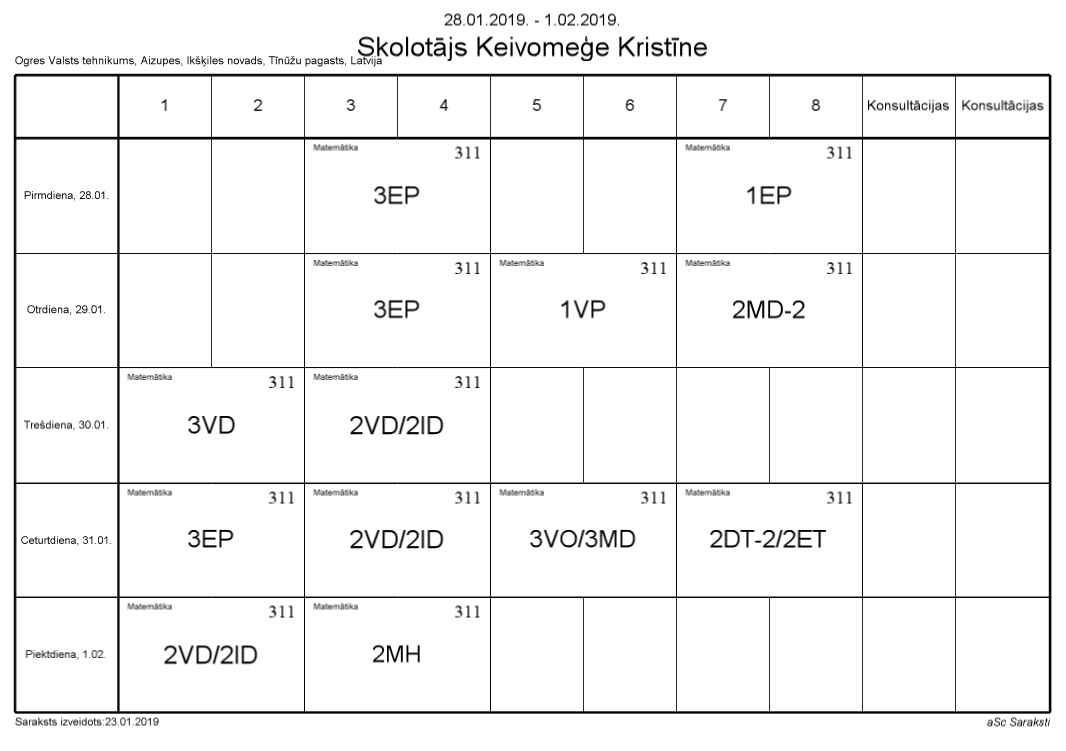 28.01.2019. - 1.02.2019.
Skolotājs Keivomeģe Kristīne
Ogres Valsts tehnikums, Aizupes, Ikšķiles novads, Tīnūžu pagasts, Latvija
1 2 3 4 5 6 7 8 Konsultācijas Konsultācijas
Matemātika 311 Matemātika 311
Pirmdiena, 28.01. 3EP 1EP
Matemātika 311 Matemātika 311 Matemātika 311
Otrdiena, 29.01. 3EP 1VP 2MD-2
Matemātika 311 Matemātika 311
Trešdiena, 30.01. 3VD 2VD/2ID
Matemātika 311 Matemātika 311 Matemātika 311 Matemātika 311
Ceturtdiena, 31.01. 3EP 2VD/2ID 3VO/3MD 2DT-2/2ET
Matemātika 311 Matemātika 311
Piektdiena, 1.02. 2VD/2ID 2MH
Saraksts izveidots:23.01.2019 aSc Saraksti